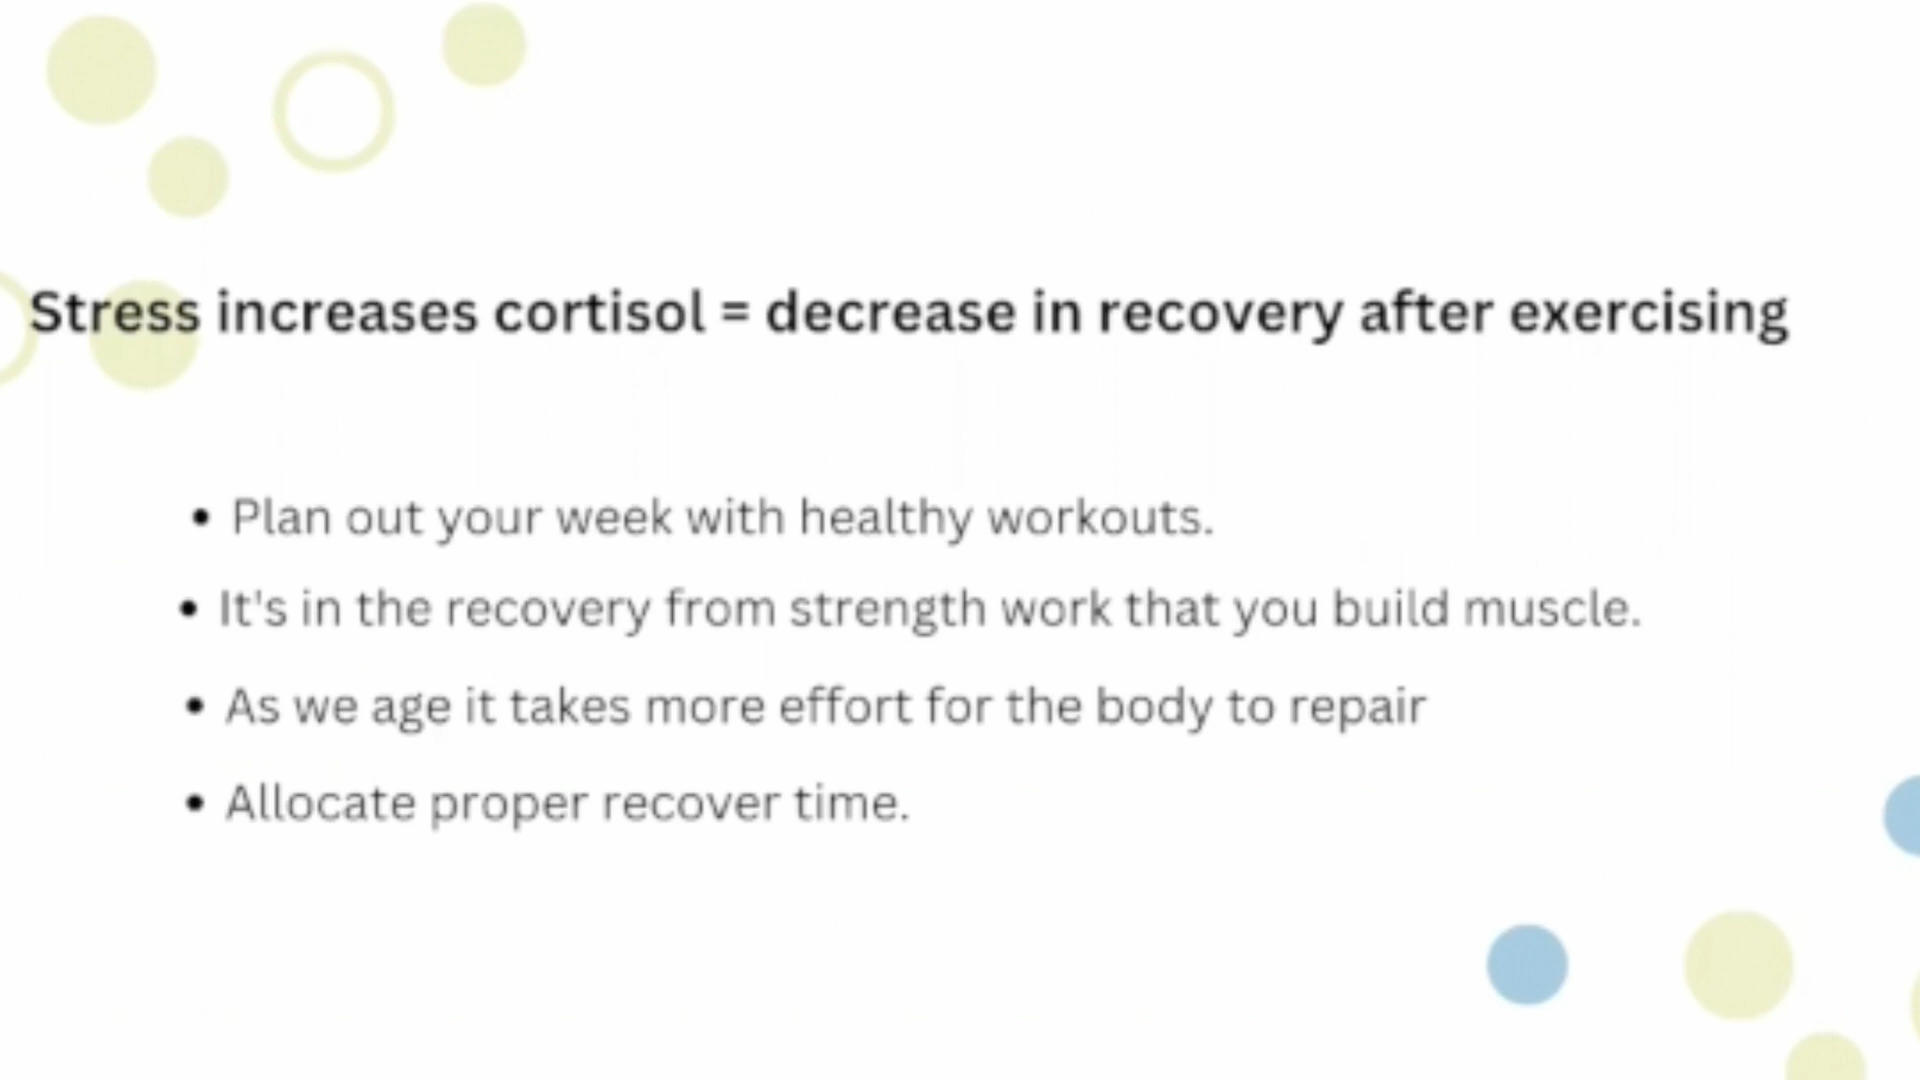 Stress increases cortisol = decrease in recovery after exercising
• Plan out your week with healthy workouts.
• It's in the recovery from strength work that you build muscle.
• As we age it takes more effort for the body to repair
• Allocate proper recover time.